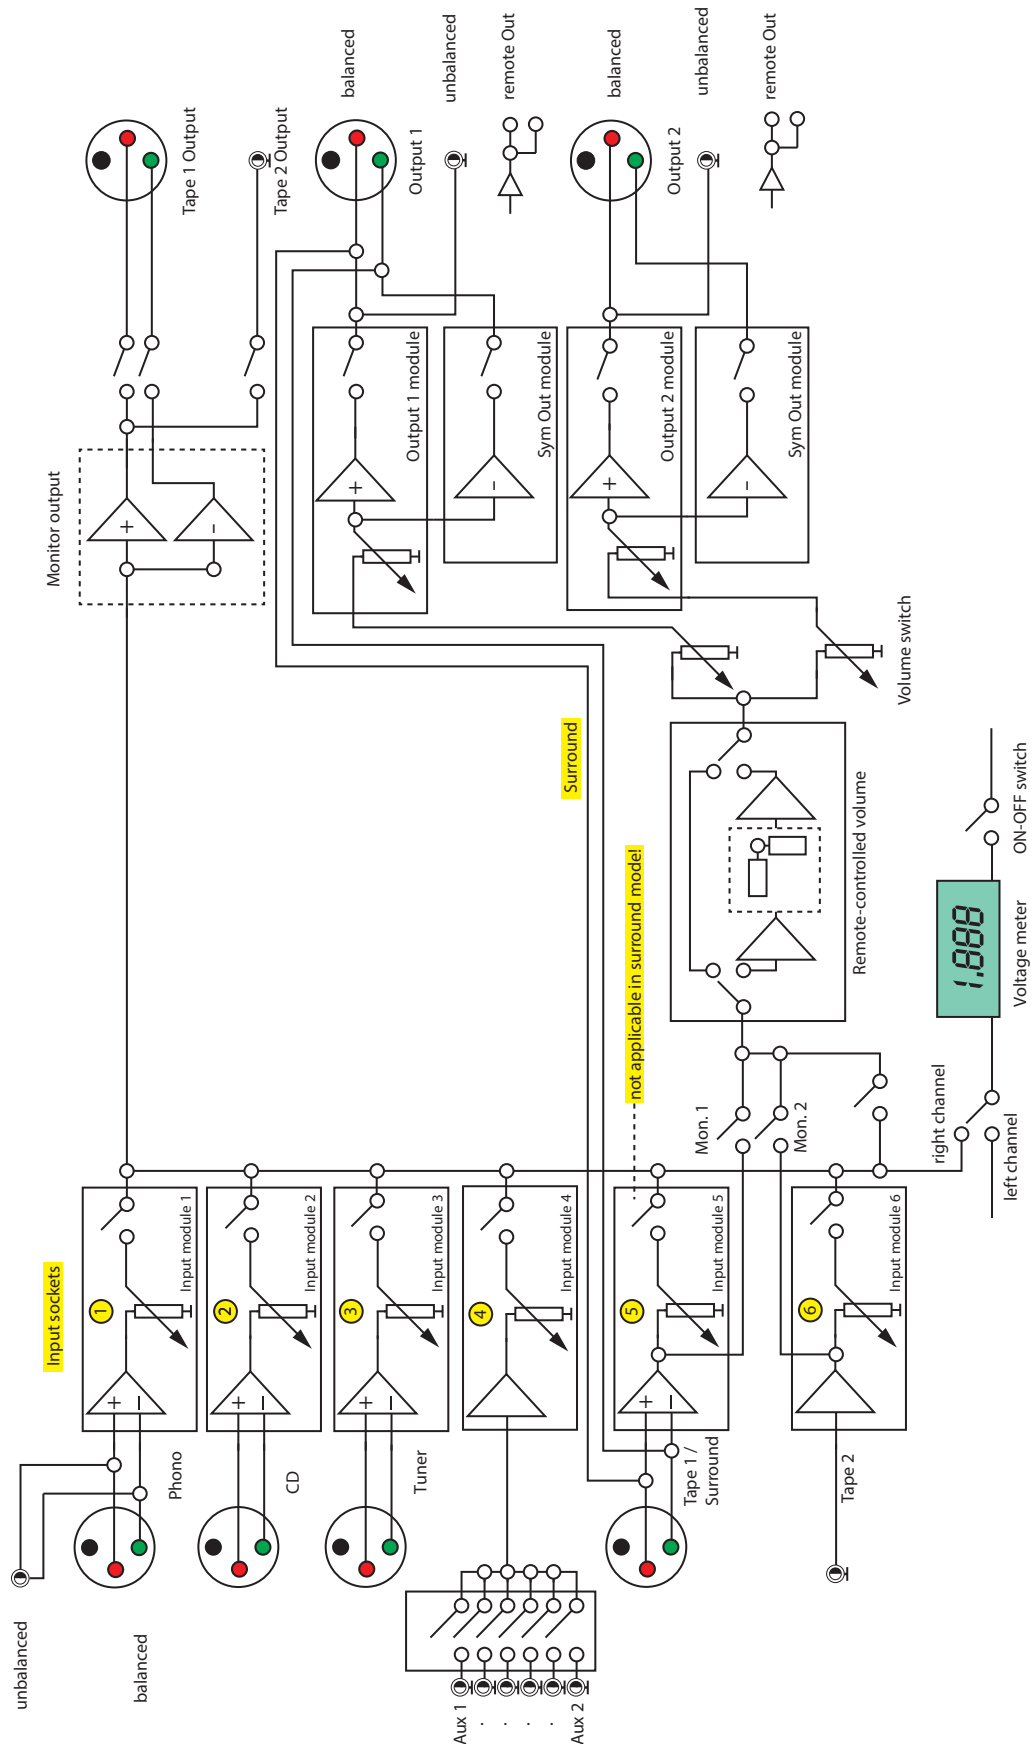 unbalanced
balanced
Input sockets
Phono
1
Input module 1
CD
2
Input module 2
Tuner
3
Input module 3
Aux 1
.
.
.
.
Aux 2
4
Input module 4
Tape 1 /
Surround
5
Input module 5
not applicable in surround mode!
Surround
Tape 2
6
Input module 6
Mon. 1
Mon. 2
right channel
left channel
1.888
Voltage meter
ON-OFF switch
Remote-controlled volume
Volume switch
Monitor output
Tape 1 Output
Tape 2 Output
Output 1 module
Sym Out module
Output 2 module
Sym Out module
balanced
Output 1
unbalanced
remote Out
balanced
Output 2
unbalanced
remote Out
+
-
+
-
+
-
+
–
+
–
+
–
+
–